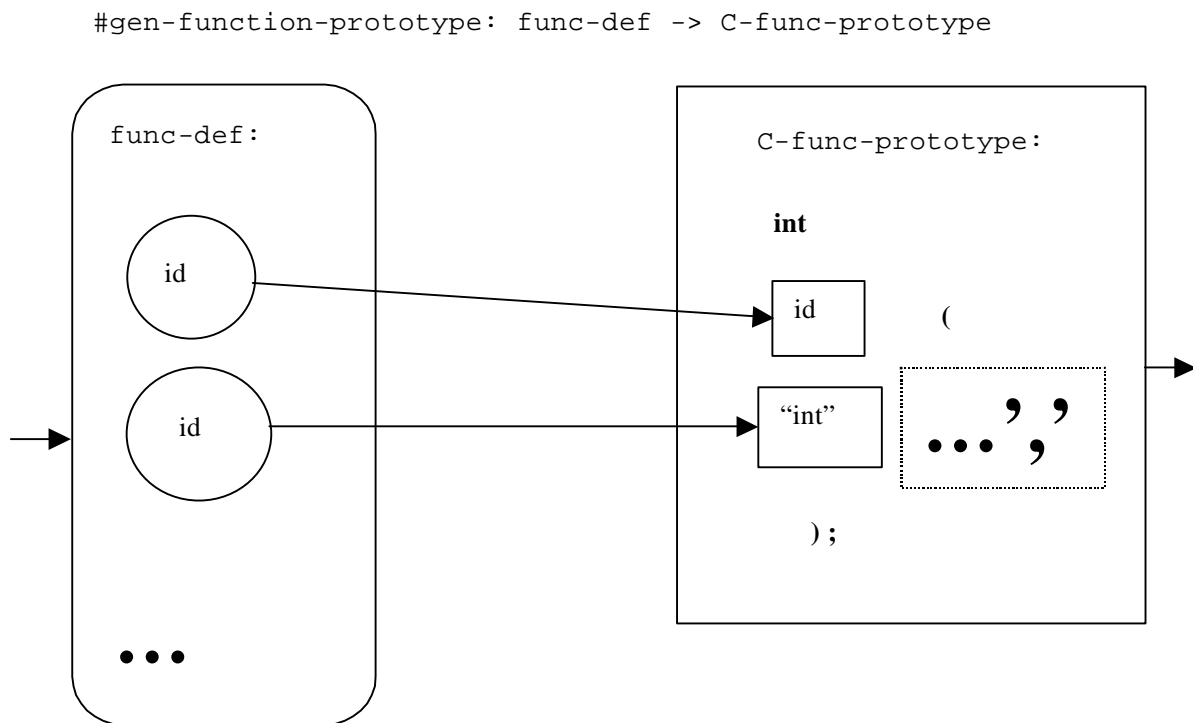 #gen-function-prototype: func-def -> C-func-prototype
func-def:
id
id
...
C-func-prototype:
int
id (
“int” ...’,’
) ;